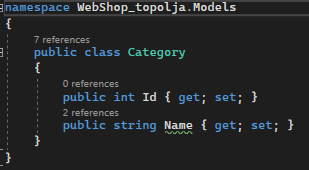 namespace WebShop_topolja.Models
{
7 references
public class Category
{
0 references
public int Id { get; set; }
2 references
public string Name { get; set; }
}
}